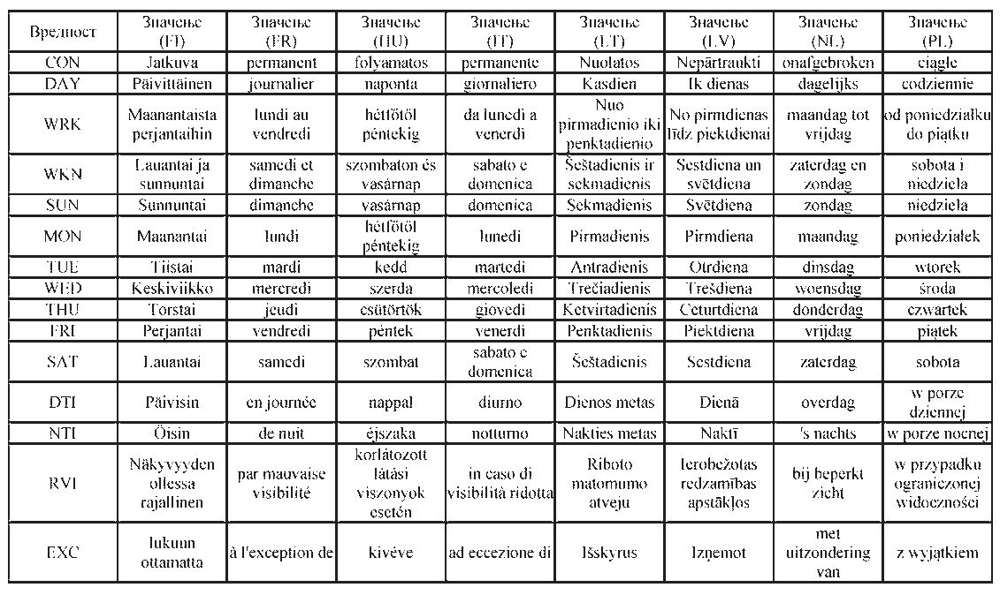 Вредност Значење (FI) Значење (FR) Значење (HU) Значење (IT) Значење (LT) Значење (LV) Значење (NL) Значење (PL)
CON Jatkuva permanent folyamatos permanente Nuolatos Nepārtraukti onafgebroken ciągle
DAY Päivittäinen journalier naponta giornaliero Kasdien Ik dienas dagelijks codziennie
WRK Maanantaista perjantaihin lundi au vendredi hétfőtől péntekig da lunedì a venerdì Nuo pirmadienio iki penktadienio No pirmdienas līdz piektdienai maandag tot vrijdag od poniedziałku do piątku
WKN Lauantai ja sunnuntai samedi et dimanche szombaton és vasárnap sabato e domenica Šeštadienis ir sekmadienis Sestdiena un svētdiena zaterdag en zondag sobota i niedziela
SUN Sunnuntai dimanche vasárnap domenica Sekmadienis Svētdiena zondag niedziela
MON Maanantai lundi hétfőtől péntekig lunedì Pirmadienis Pirmdiena maandag poniedziałek
TUE Tiistai mardi kedd martedì Antradienis Otrdiena dinsdag wtorek
WED Keskiviikko mercredi szerda mercoledì Trečiadienis Trešdiena woensdag środa
THU Torstai jeudi csütörtök giovedì Ketvirtadienis Ceturtdiena donderdag czwartek
FRI Perjantai vendredi péntek venerdì Penktadienis Piektdiena vrijdag piątek
SAT Lauantai samedi szombat sabato e domenica Šeštadienis Sestdiena zaterdag sobota
DTI Päivisin en journée nappal diurno Dienos metas Dienā overdag w porze dziennej
NTI Öisin de nuit éjszaka notturno Nakties metas Naktī 's nachts w porze nocnej
RVI Näkyvyyden ollessa rajallinen par mauvaise visibilité korlátozott látási viszonyok esetén in caso di visibilità ridotta Riboto matomumo atveju Ierobežotas redzamības apstākļos bij beperkt zicht w przypadku ograniczonej widoczności
EXC lukuun ottamatta à l'exception de kivéve ad eccezione di Išskyrus Izņemot met uitzondering van z wyjątkiem